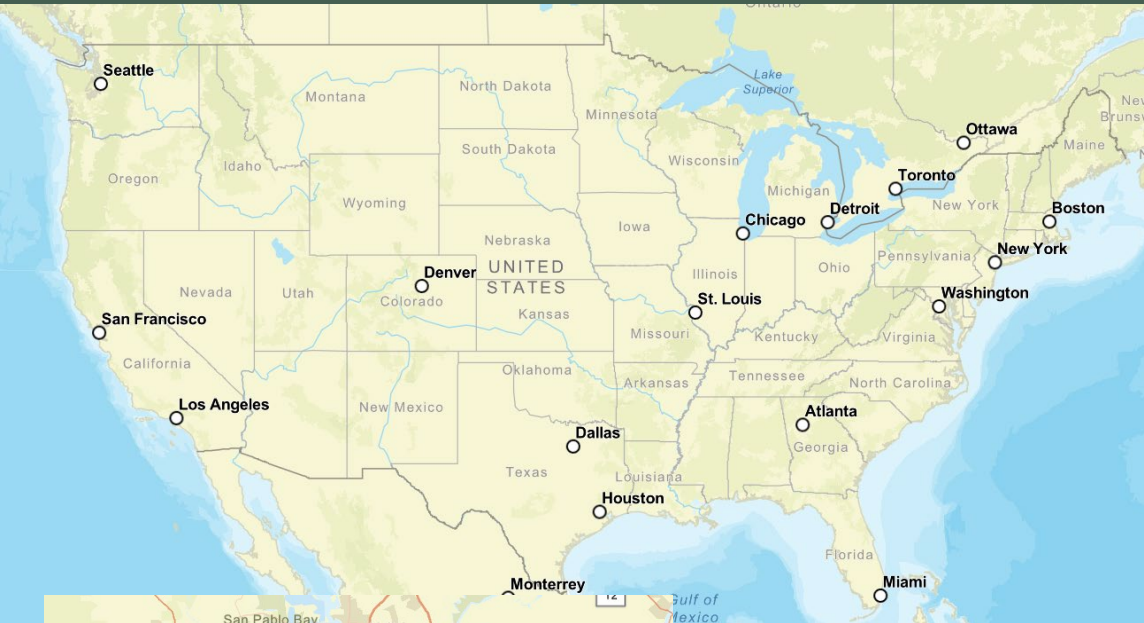 Ontario
Seattle
Lake
Superior
North Dakota
Montana
Minnesota
New
Brunsw
Ottawa
Maine
South Dakota
Wisconsin
Idaho
Oregon
Toronto
Michigan
Wyoming
New York
Detroit
Boston
Chicago
Iowa
Nebraska
New York
Pennsylvania
UNITED
STATES
Denver
Illinois
Ohio
Nevada
Utah
Colorado
Washington
St. Louis
Kansas
San Francisco
Missouri
Kentucky
Virginia
California
Oklahoma
Tennessee
Arkansas
North Carolina
Los Angeles
New Mexico
Atlanta
Dallas
Georgia
Texas
Louisiana
Houston
Florida
Monterrey
Miami
12
Gulf of
Mexico
San Pablo Bay